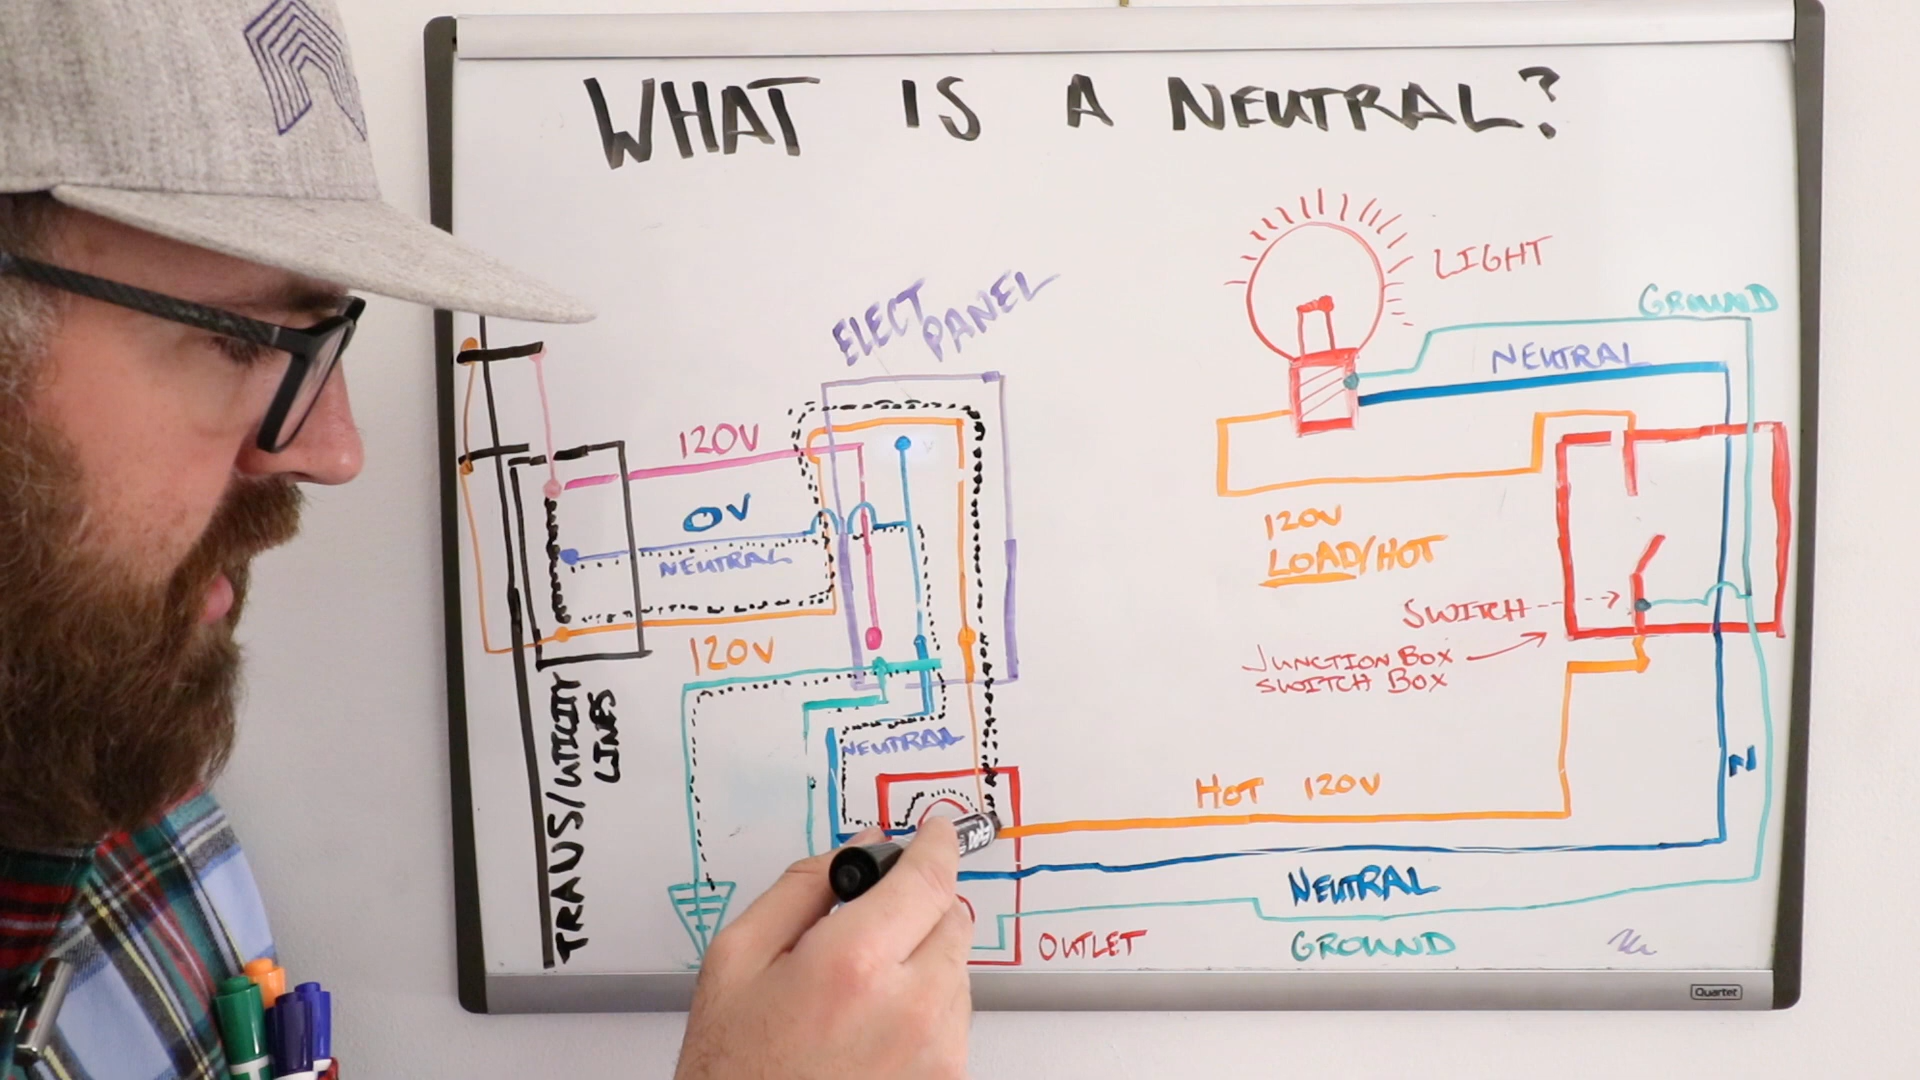 WHAT IS A NEUTRAL?
LIGHT
GROUND
NEUTRAL
ELECT
PANEL
120V
0V
NEUTRAL
120V
120V
LOAD/HOT
SWITCH
JUNCTION BOX
SWITCH BOX
TRANS/UTILITY
LINES
NEUTRAL
HOT 120V
N
NEUTRAL
OUTLET
GROUND
Quartet